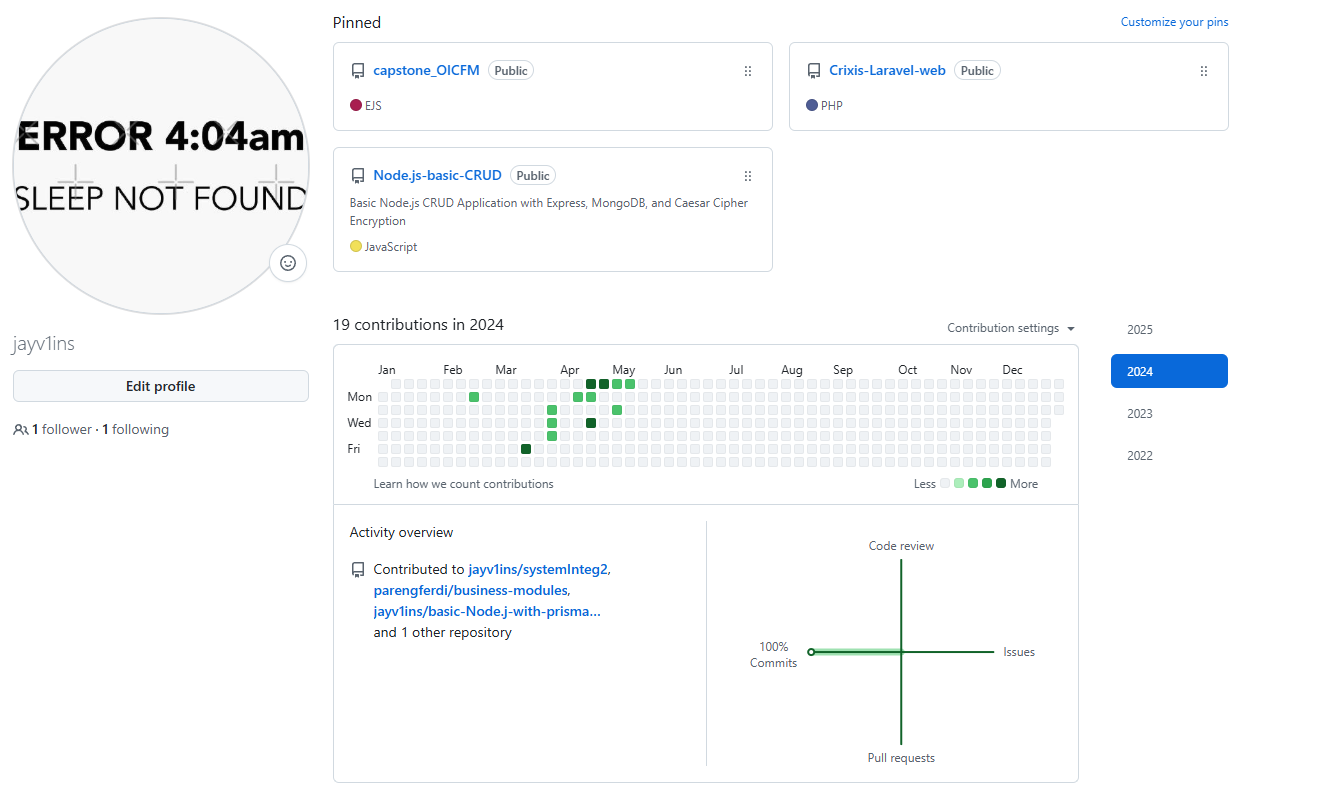 ERROR 4:04am
SLEEP NOT FOUND
jayv1ins
Edit profile
1 follower · 1 following
Pinned
Customize your pins
capstone_OICFM Public
EJS
Crixis-Laravel-web Public
PHP
Node.js-basic-CRUD Public
Basic Node.js CRUD Application with Express, MongoDB, and Caesar Cipher
Encryption
JavaScript
19 contributions in 2024
Contribution settings
2025
2024
2023
2022
Jan Feb Mar Apr May Jun Jul Aug Sep Oct Nov Dec
Mon
Wed
Fri
Learn how we count contributions
Less More
Activity overview
Contributed to jayv1ins/systemInteg2,
parengferdi/business-modules,
jayv1ins/basic-Node.j-with-prisma...
and 1 other repository
Code review
100%
Commits
Issues
Pull requests